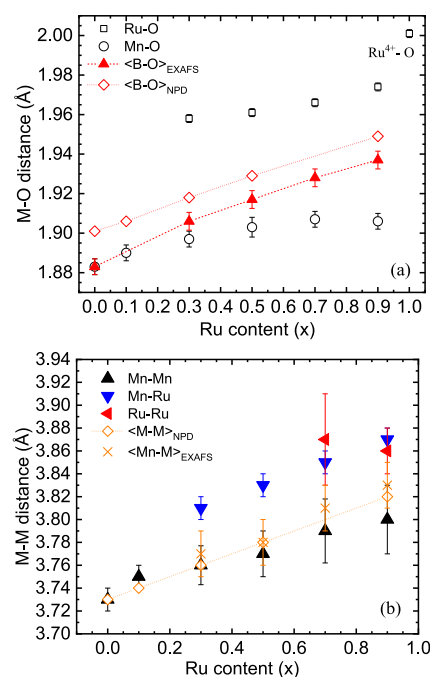 2.00
1.96
1.94
1.92
1.90
1.88
M-O distance (Å)
Ru-O
Mn-O
<B-O>EXAFS
<B-O>NPD
Ru4+- O
(a)
0.0 0.1 0.2 0.3 0.4 0.5 0.6 0.7 0.8 0.9 1.0
Ru content (x)
3.94
3.92
3.90
3.88
3.86
3.84
3.82
3.80
3.78
3.76
3.74
3.72
3.70
M-M distance (Å)
Mn-Mn
Mn-Ru
Ru-Ru
<M-M>NPD
<Mn-M>EXAFS
(b)
0.0 0.2 0.4 0.6 0.8 1.0
Ru content (x)